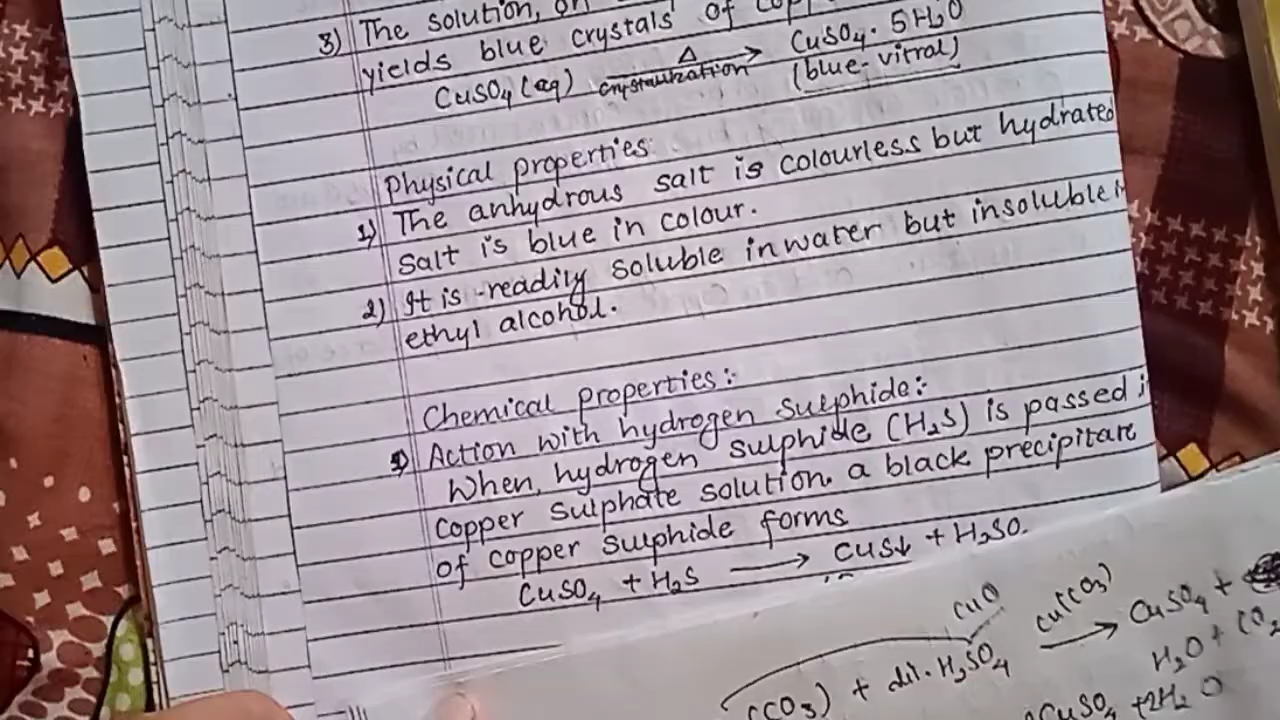 3) The solution, on
yields blue crystals of cop
CuSO₄ (aq) —Δ crystallization→ CuSO₄. 5H₂O
(blue-vitral)
Physical properties:
1) The anhydrous salt is colourless but hydrated
salt is blue in colour.
2) It is readily soluble in water but insoluble in
ethyl alcohol.
Chemical properties:-
1) Action with hydrogen sulphide:-
When, hydrogen sulphide (H₂S) is passed i
copper sulphate solution a black precipitate
of copper sulphide forms
CuSO₄ + H₂S ⟶ CuS↓ + H₂SO
CuO
(CO₃) + dil. H₂SO₄ ⟶ CuSO₄ +
Cu(CO₃)
H₂O + CO₂
CuSO₄ + 2H₂O